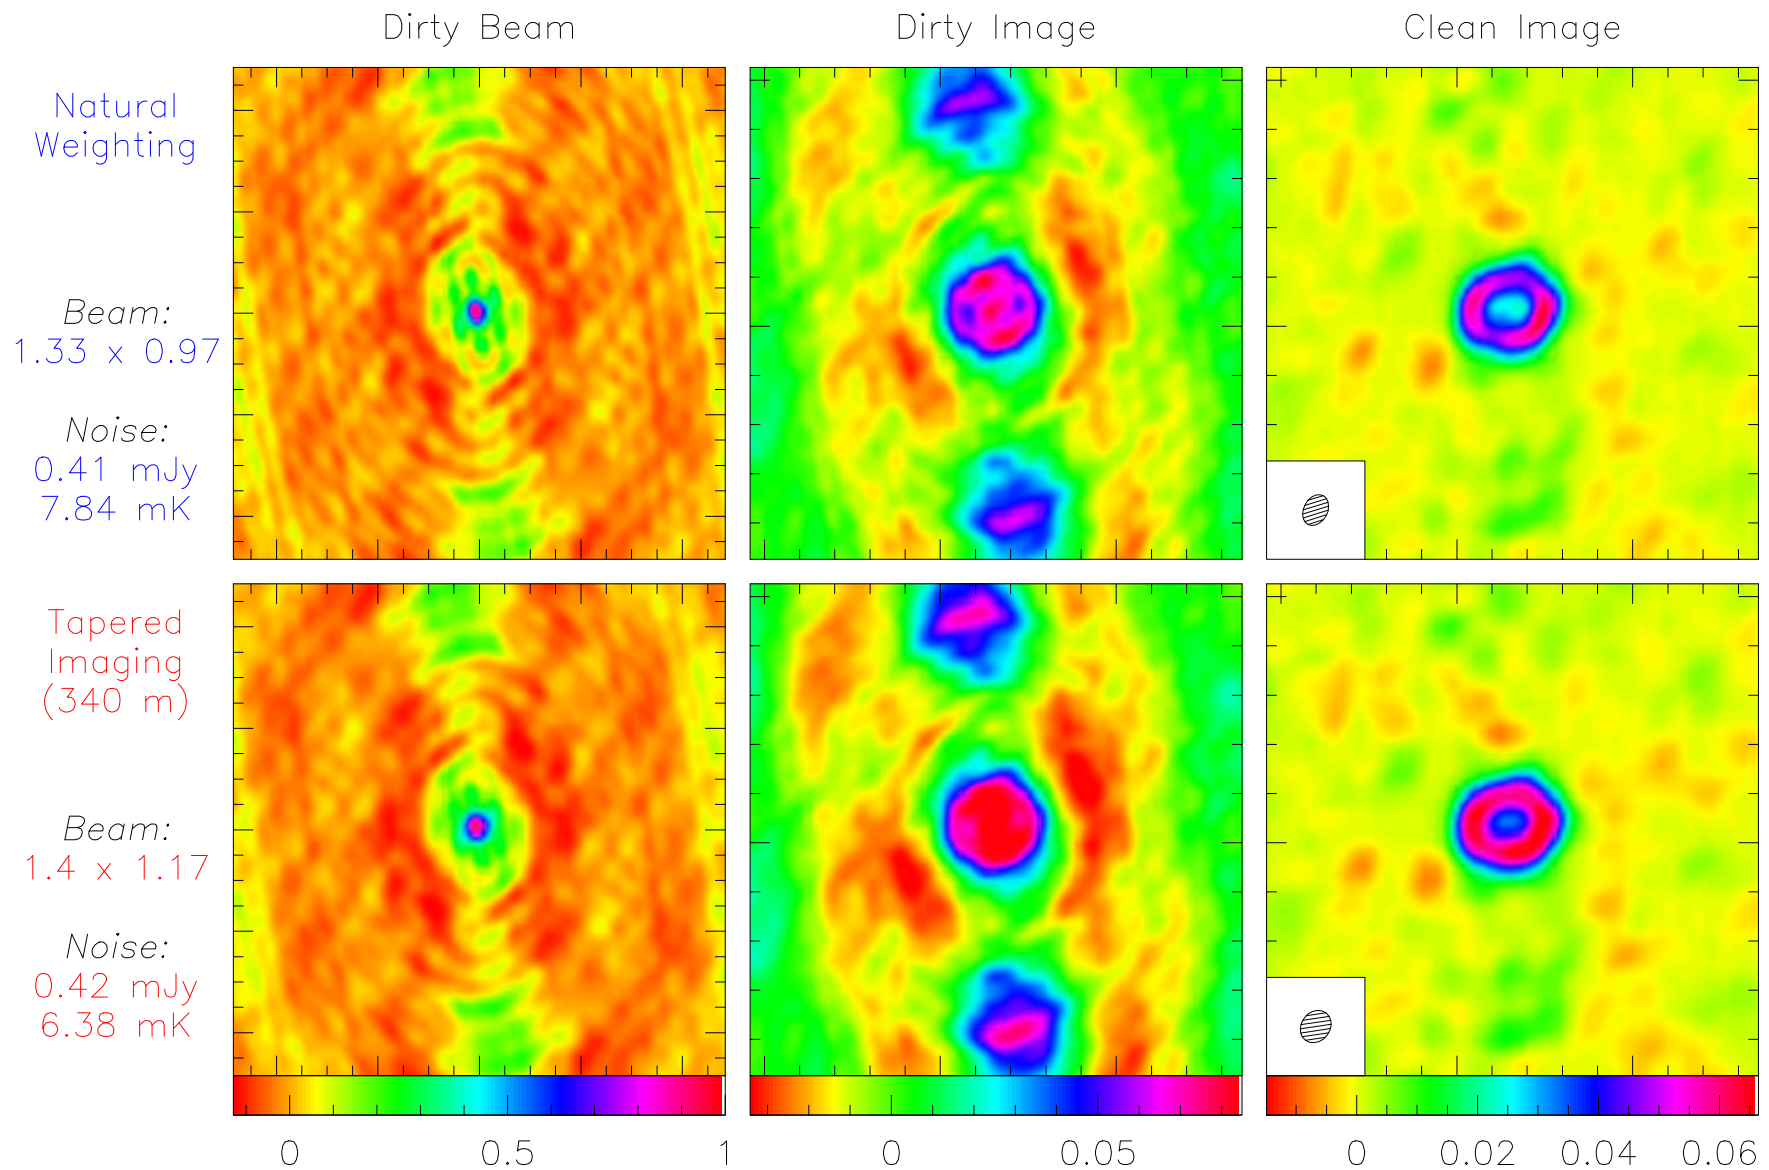 Dirty Beam
Dirty Image
Clean Image
Natural
Weighting
Beam:
1.33 x 0.97
Noise:
0.41 mJy
7.84 mK
Tapered
Imaging
(340 m)
Beam:
1.4 x 1.17
Noise:
0.42 mJy
6.38 mK
0 0.5 1
0 0.05
0 0.02 0.04 0.06